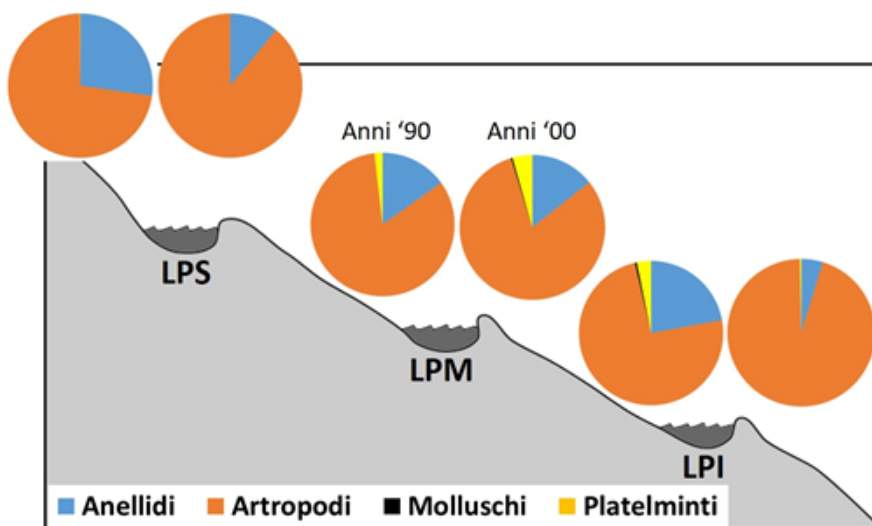 Anni ‘90 Anni ‘00
LPS
LPM
LPI
Anellidi Artropodi Molluschi Platelminti